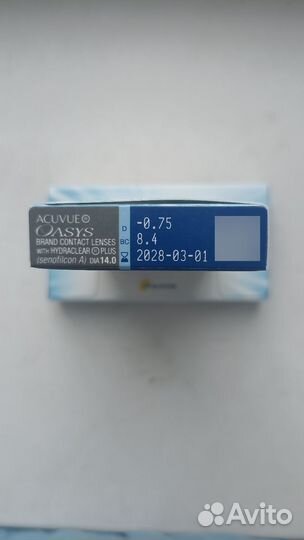 ACUVUE®
OASYS
BRAND CONTACT LENSES
WITH HYDRACLEAR® PLUS
(senofilcon A) DIA 14.0
D -0.75
BC 8.4
2028-03-01
Avito